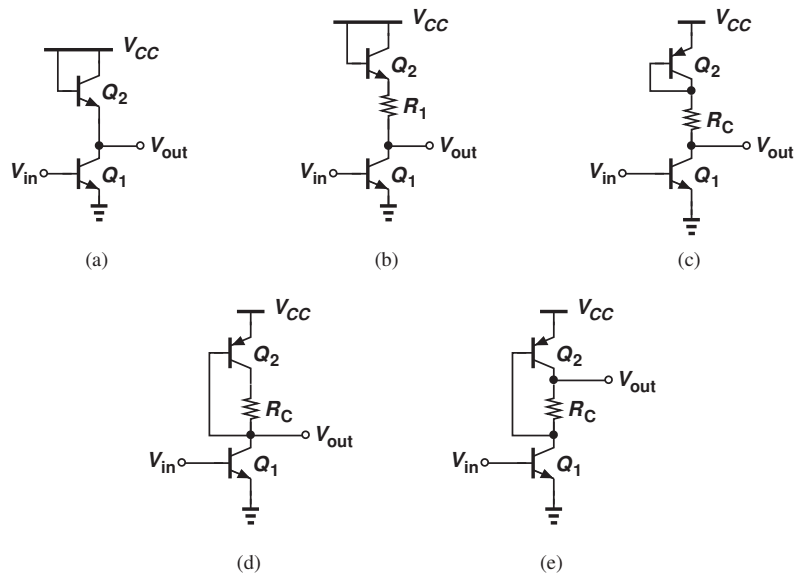 V_CC
Q_2
V_out
V_in
Q_1
(a)
V_CC
Q_2
R_1
V_out
V_in
Q_1
(b)
V_CC
Q_2
R_C
V_out
V_in
Q_1
(c)
V_CC
Q_2
R_C
V_out
V_in
Q_1
(d)
V_CC
Q_2
V_out
R_C
V_in
Q_1
(e)